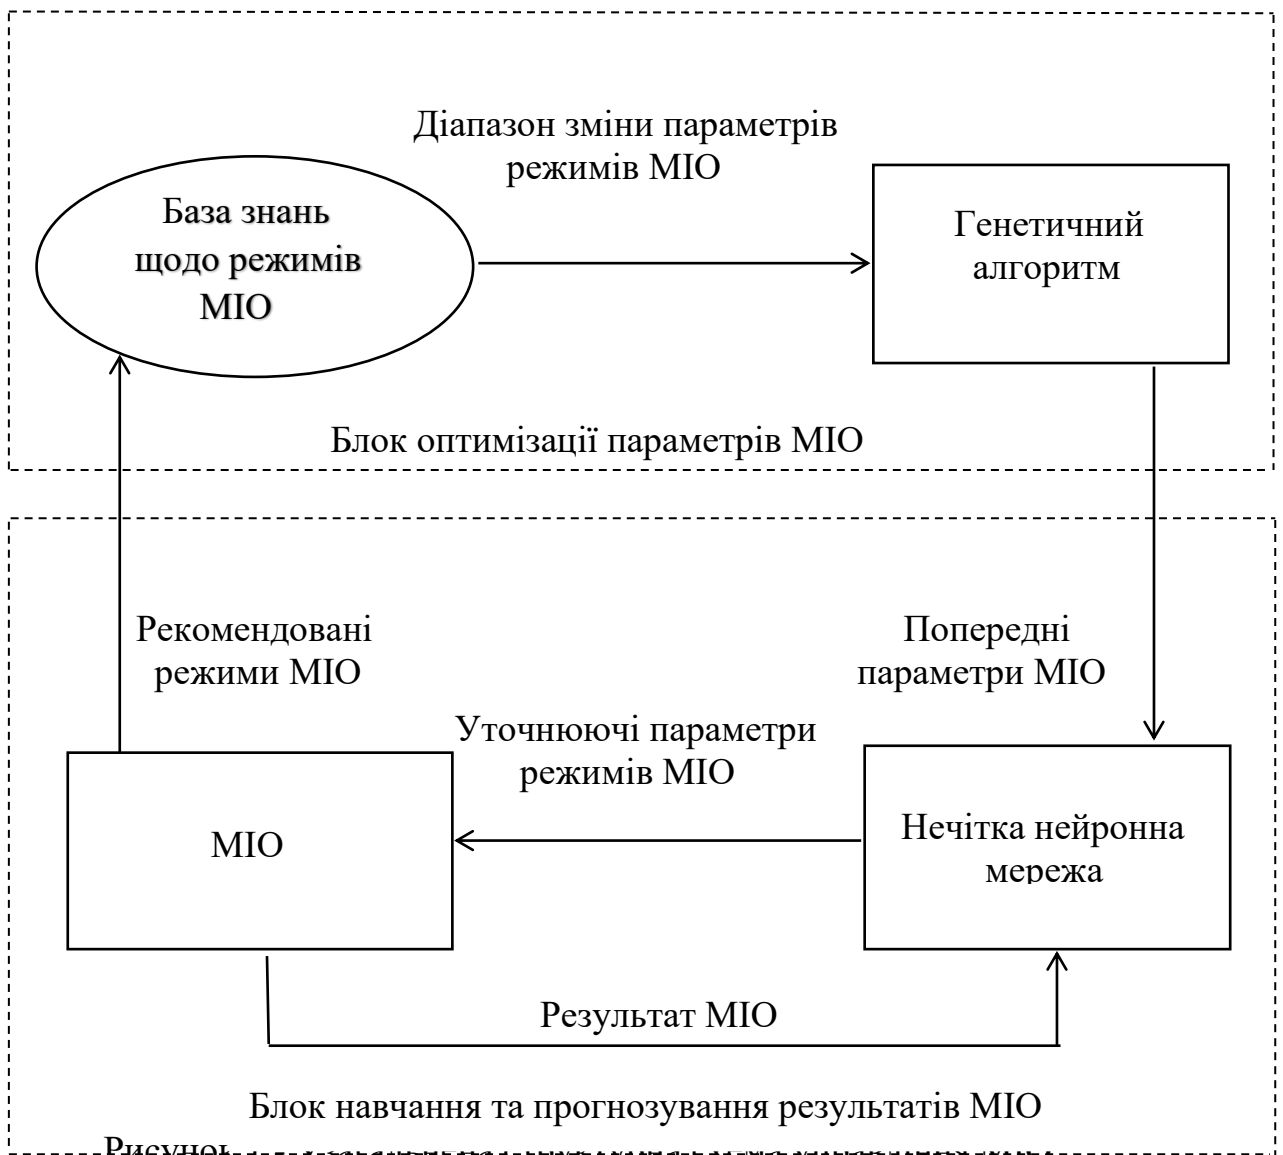 Діапазон зміни параметрів
режимів МІО
База знань
щодо режимів
МІО
Генетичний
алгоритм
Блок оптимізації параметрів МІО
Рекомендовані
режими МІО
Попередні
параметри МІО
Уточнюючі параметри
режимів МІО
МІО
Нечітка нейронна
мережа
Результат МІО
Блок навчання та прогнозування результатів МІО
Рисунок